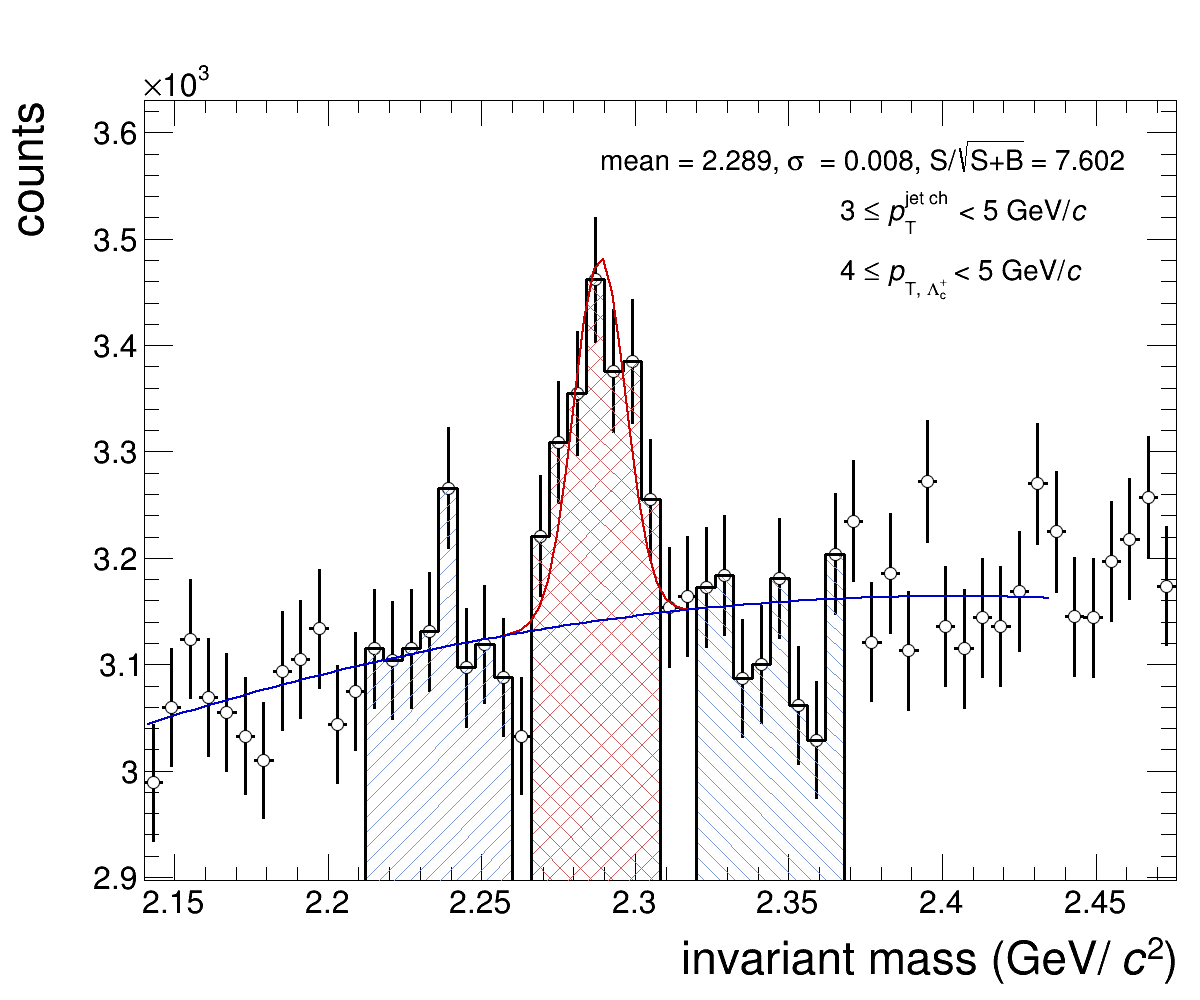 ×10³
counts
3.6
3.5
3.4
3.3
3.2
3.1
3
2.9
mean = 2.289, σ = 0.008, S/√S+B = 7.602
3 ≤ p_T^jet ch < 5 GeV/c
4 ≤ p_T, Λ_c^+ < 5 GeV/c
2.15 2.2 2.25 2.3 2.35 2.4 2.45
invariant mass (GeV/ c²)